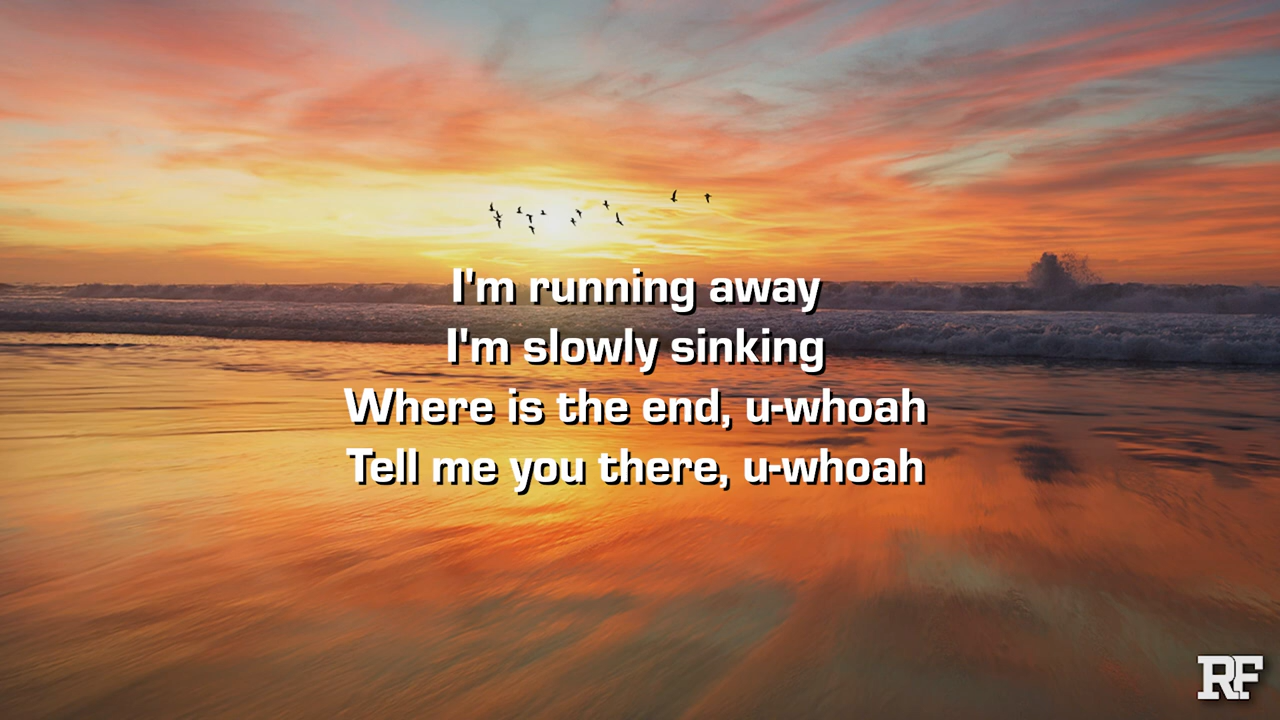 I'm running away
I'm slowly sinking
Where is the end, u-whoah
Tell me you there, u-whoah
RF